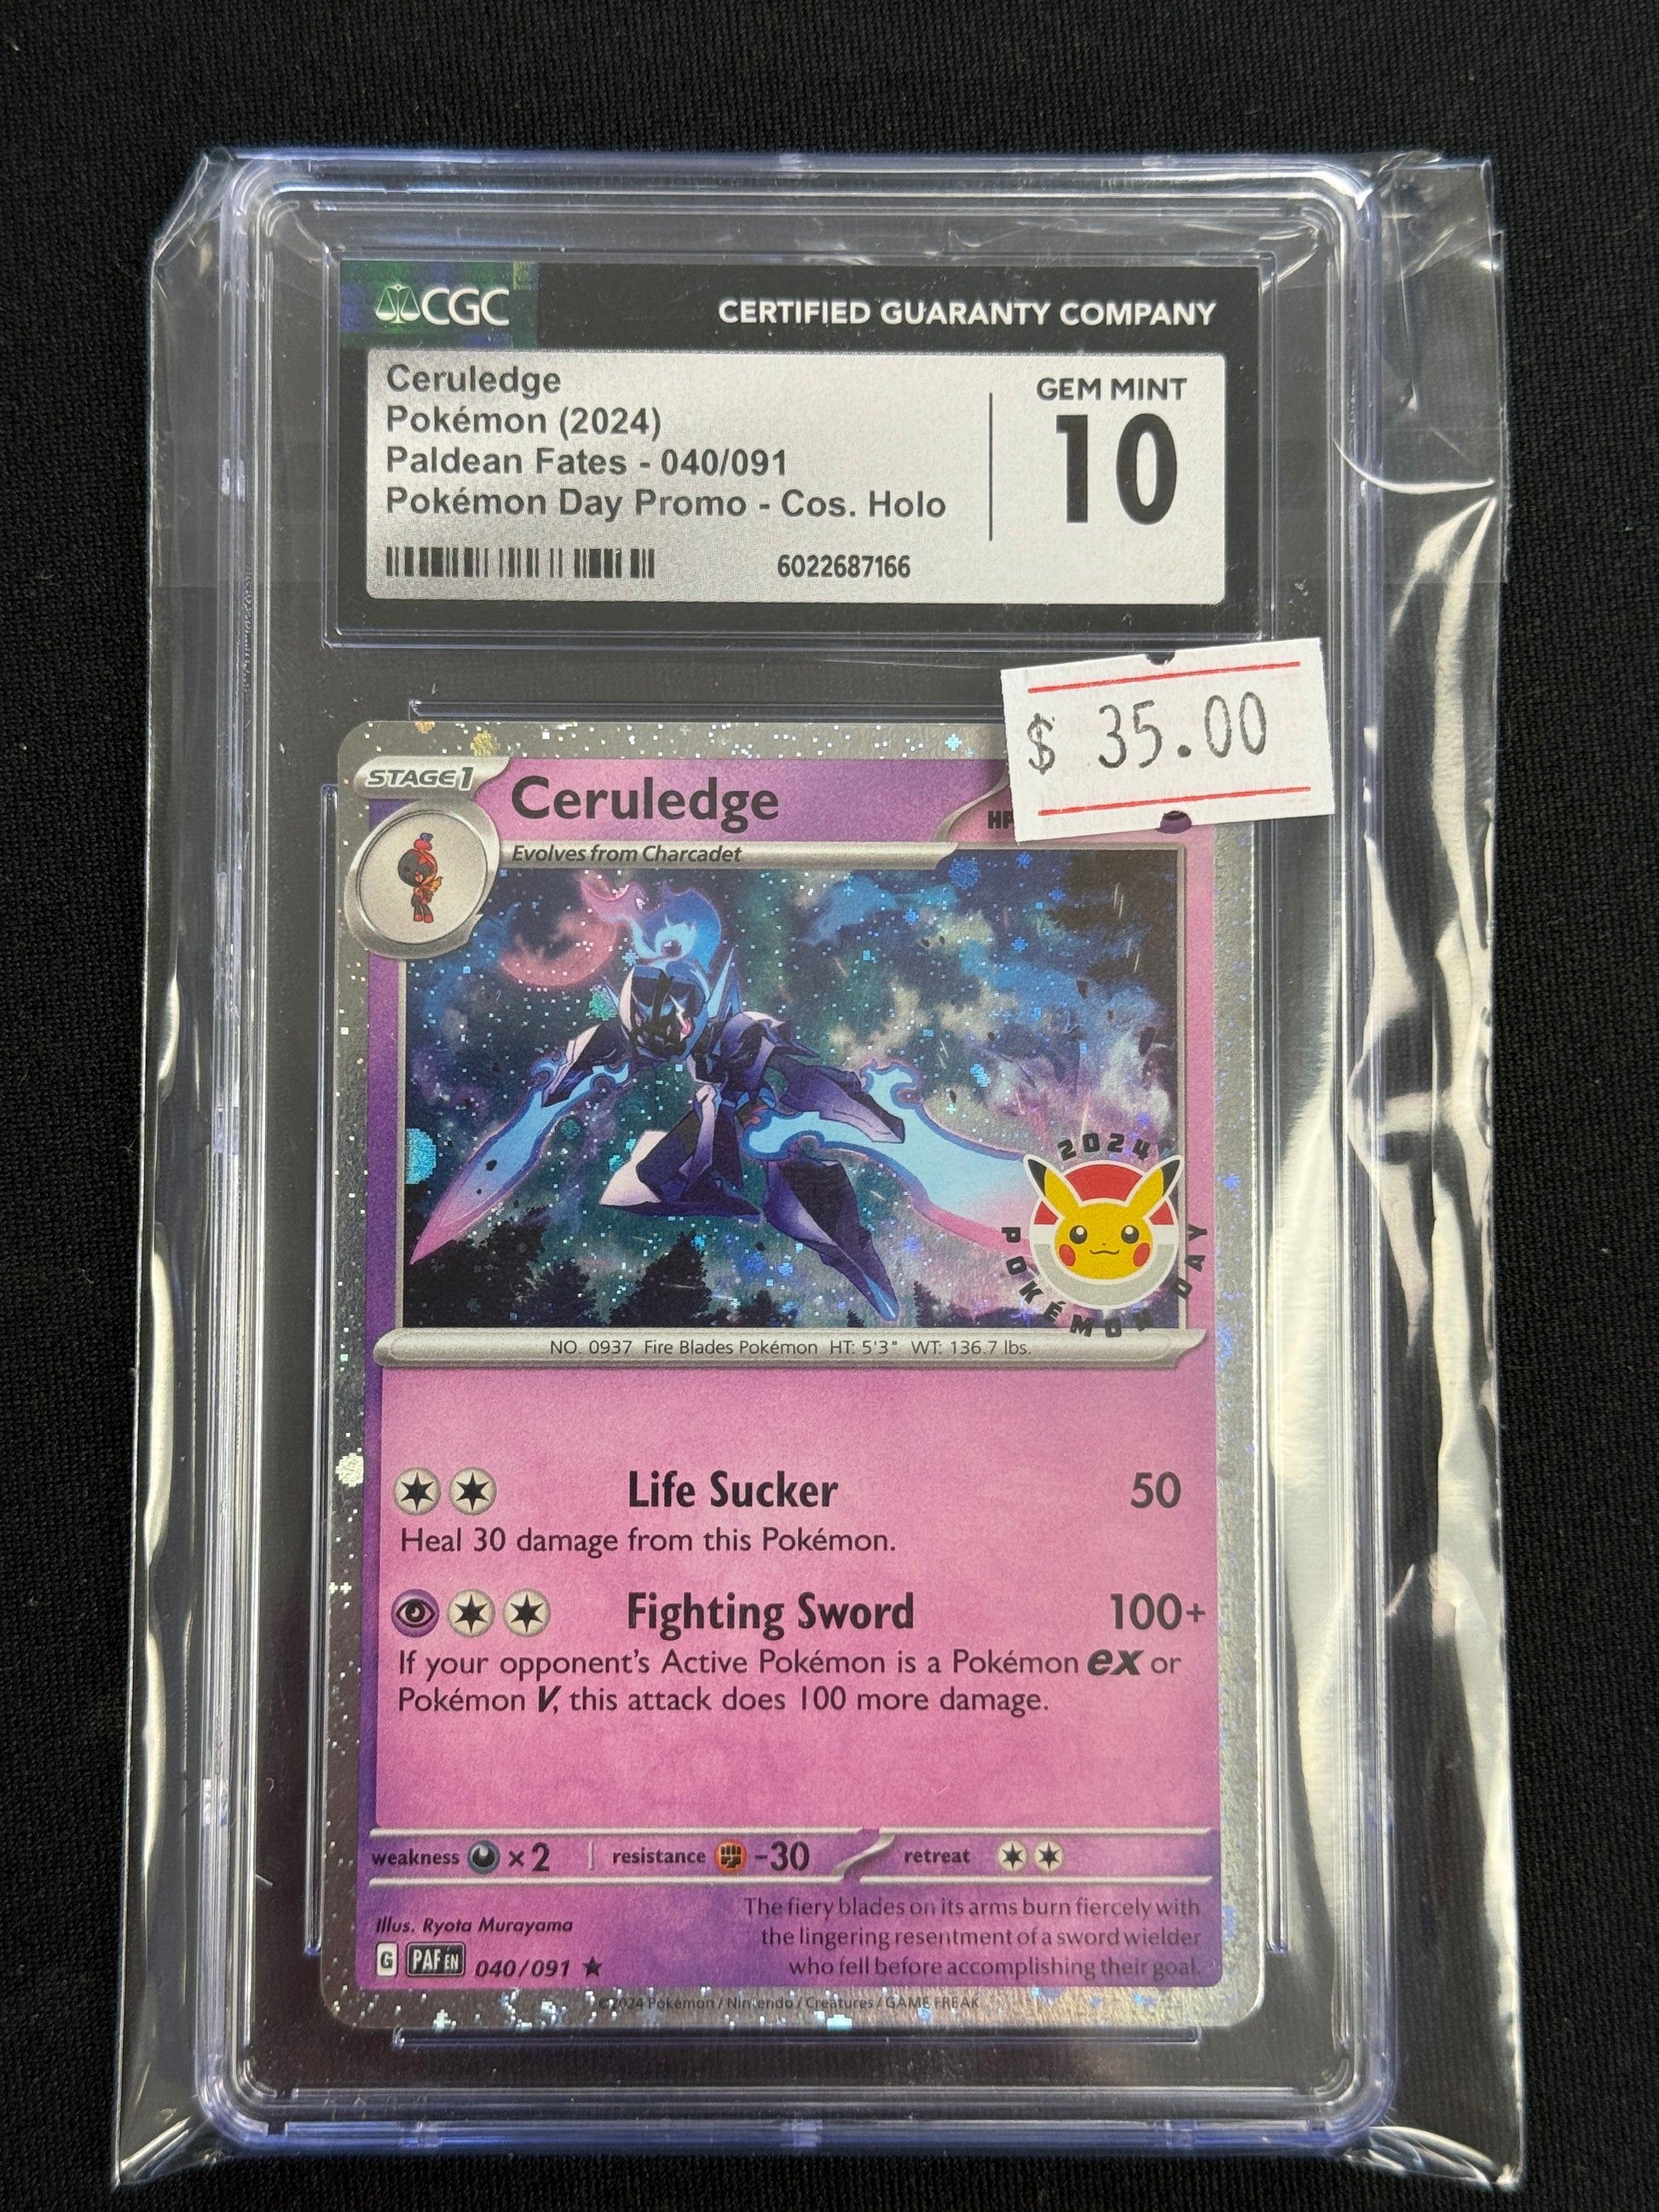 CGC
CERTIFIED GUARANTY COMPANY
Ceruledge
Pokémon (2024)
Paldean Fates - 040/091
Pokémon Day Promo - Cos. Holo
GEM MINT
10
6022687166
$ 35.00
STAGE 1
Ceruledge
HP
Evolves from Charcadet
2024
POKÉMON DAY
NO. 0937 Fire Blades Pokémon HT: 5'3" WT: 136.7 lbs.
Life Sucker 50
Heal 30 damage from this Pokémon.
Fighting Sword 100+
If your opponent's Active Pokémon is a Pokémon ex or
Pokémon V, this attack does 100 more damage.
weakness ×2 resistance -30 retreat
Illus. Ryota Murayama
G PAF EN 040/091 ★
The fiery blades on its arms burn fiercely with
the lingering resentment of a sword wielder
who fell before accomplishing their goal.
©2024 Pokémon / Nintendo / Creatures / GAME FREAK